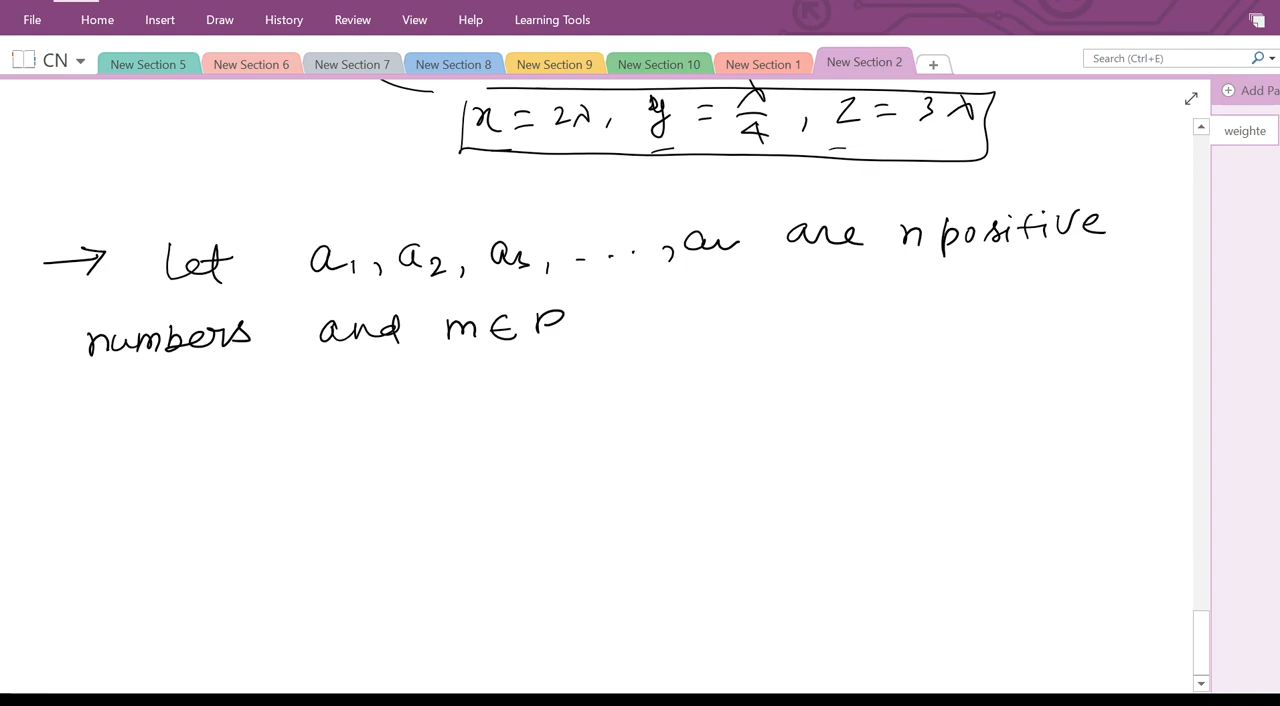 File Home Insert Draw History Review View Help Learning Tools
CN New Section 5 New Section 6 New Section 7 New Section 8 New Section 9 New Section 10 New Section 1 New Section 2 + Search (Ctrl+E)
Add Pa
weighte
x = 2λ, y = λ/4, z = 3λ
→ Let a₁, a₂, a₃, ..., aₙ are n positive
numbers and m ∈ P